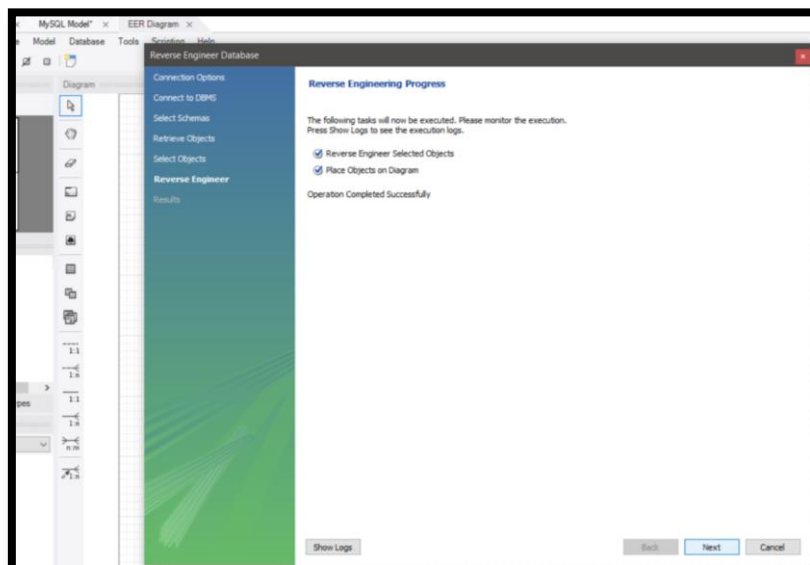 MySQL Model* × EER Diagram ×
Model Database Tools Scripting Help
Reverse Engineer Database
Diagram
Connection Options
Connect to DBMS
Select Schemas
Retrieve Objects
Select Objects
Reverse Engineer
Results
Reverse Engineering Progress
The following tasks will now be executed. Please monitor the execution.
Press Show Logs to see the execution logs.
Reverse Engineer Selected Objects
Place Objects on Diagram
Operation Completed Successfully
1:1
1:n
1:1
1:n
n:m
1:n
Show Logs
Back Next Cancel